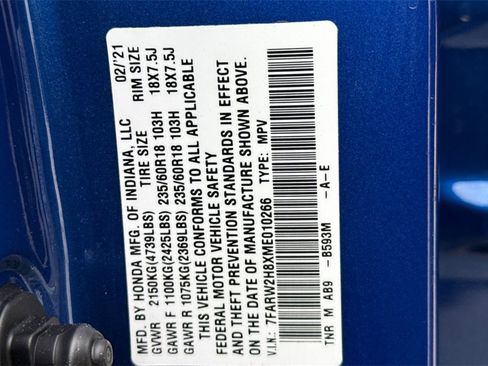 MFD. BY HONDA MFG. OF INDIANA, LLC 02/'21
TIRE SIZE RIM SIZE
GVWR 2150KG(4739LBS)
GAWR F 1100KG(2425LBS) 235/60R18 103H 18X7.5J
GAWR R 1075KG(2369LBS) 235/60R18 103H 18X7.5J
THIS VEHICLE CONFORMS TO ALL APPLICABLE
FEDERAL MOTOR VEHICLE SAFETY
AND THEFT PREVENTION STANDARDS IN EFFECT
ON THE DATE OF MANUFACTURE SHOWN ABOVE.
V.I.N.: 7FARW2H8XME010266 TYPE: MPV
TNR M AB9 -B593M -A-E